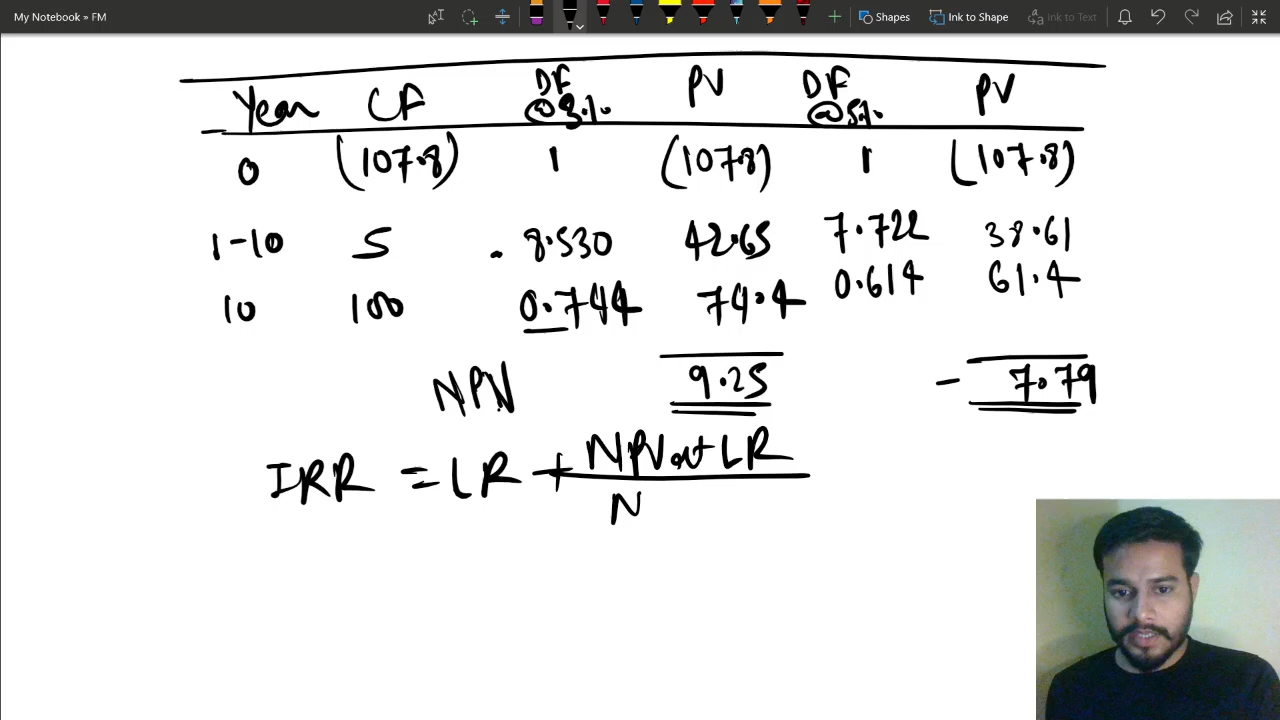 My Notebook » FM
Shapes Ink to Shape Ink to Text
Year CF DF @3% PV DF @5% PV
0 (107.8) 1 (107.8) 1 (107.8)
1-10 5 8.530 42.65 7.722 38.61
10 100 0.744 74.4 0.614 61.4
NPV 9.25 - 7.79
IRR = LR + NPV at LR
N